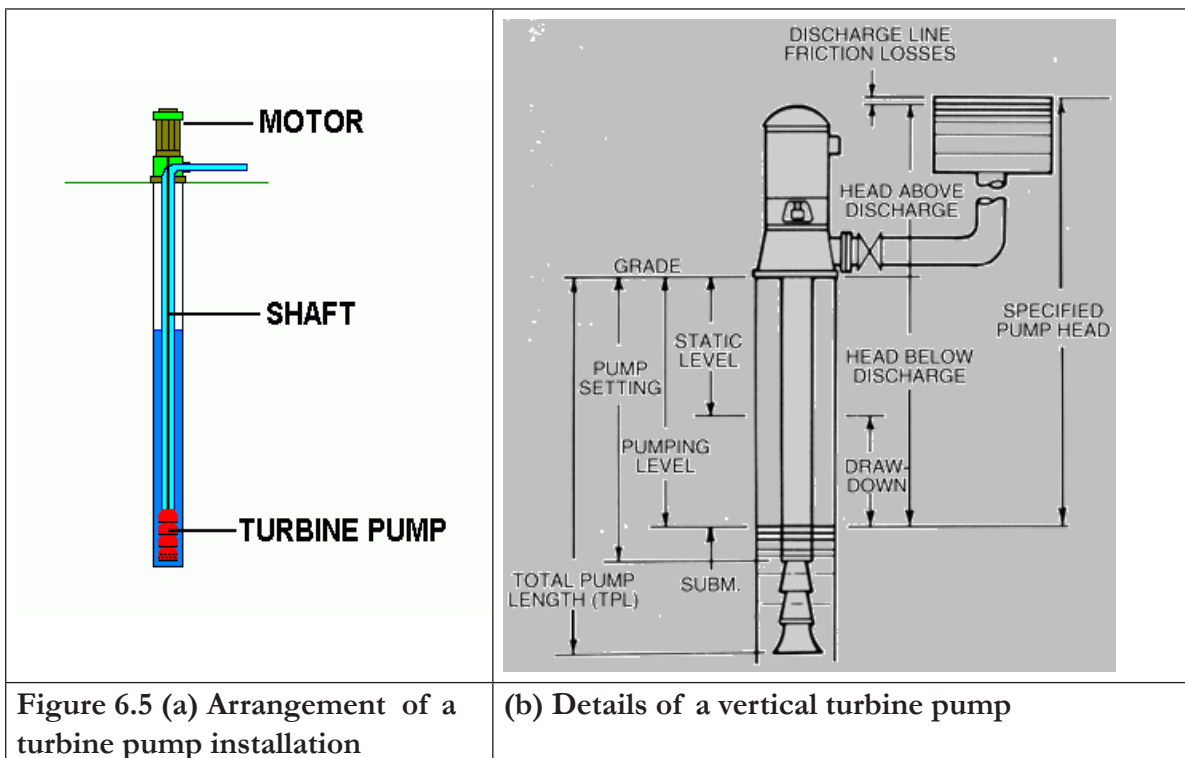 MOTOR
SHAFT
TURBINE PUMP
DISCHARGE LINE
FRICTION LOSSES
HEAD ABOVE
DISCHARGE
GRADE
SPECIFIED
PUMP HEAD
STATIC
LEVEL
HEAD BELOW
DISCHARGE
PUMP
SETTING
PUMPING
LEVEL
DRAW-
DOWN
TOTAL PUMP
LENGTH (TPL)
SUBM.
Figure 6.5 (a) Arrangement of a
turbine pump installation
(b) Details of a vertical turbine pump